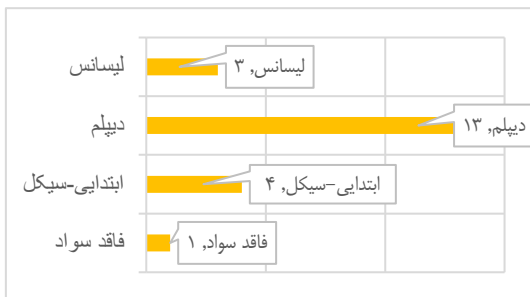 لیسانس
لیسانس, ۳
دیپلم
دیپلم, ۱۳
ابتدایی-سیکل
ابتدایی-سیکل, ۴
فاقد سواد
فاقد سواد, ۱